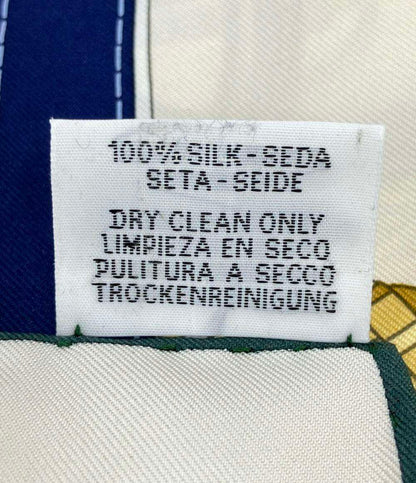 100% SILK - SEDA
SETA - SEIDE
DRY CLEAN ONLY
LIMPIEZA EN SECO
PULITURA A SECCO
TROCKENREINIGUNG